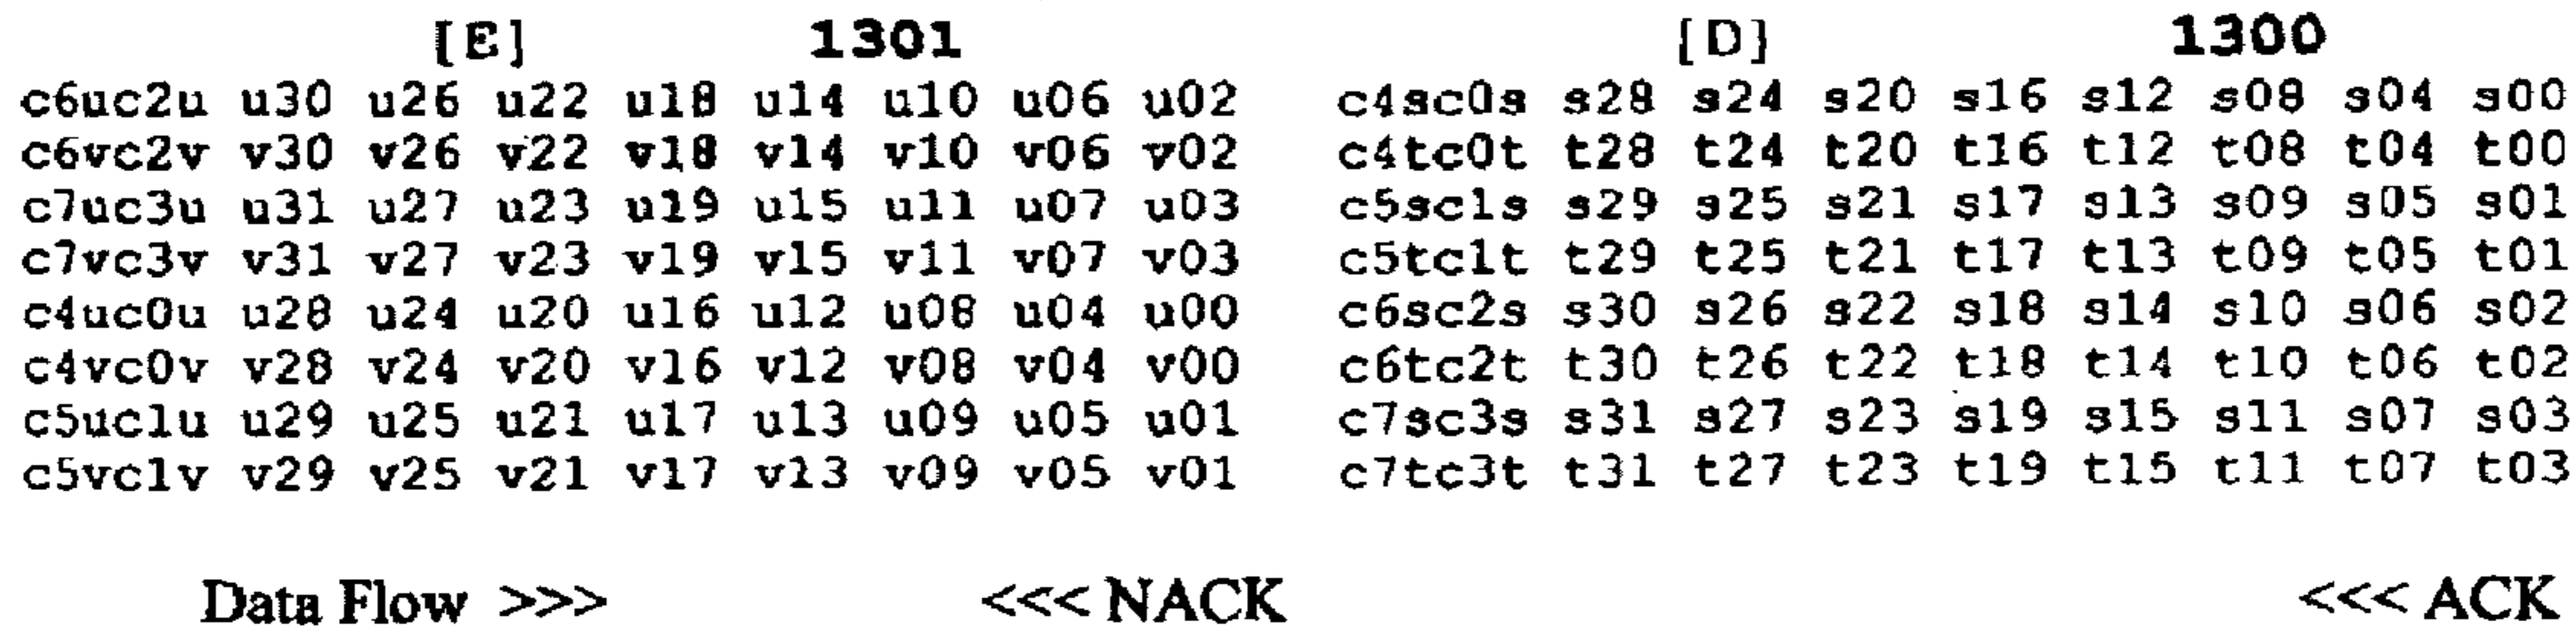 [E] 1301 [D] 1300
c6uc2u u30 u26 u22 u18 u14 u10 u06 u02 c4sc0s s28 s24 s20 s16 s12 s08 s04 s00
c6vc2v v30 v26 v22 v18 v14 v10 v06 v02 c4tc0t t28 t24 t20 t16 t12 t08 t04 t00
c7uc3u u31 u27 u23 u19 u15 u11 u07 u03 c5sc1s s29 s25 s21 s17 s13 s09 s05 s01
c7vc3v v31 v27 v23 v19 v15 v11 v07 v03 c5tc1t t29 t25 t21 t17 t13 t09 t05 t01
c4uc0u u28 u24 u20 u16 u12 u08 u04 u00 c6sc2s s30 s26 s22 s18 s14 s10 s06 s02
c4vc0v v28 v24 v20 v16 v12 v08 v04 v00 c6tc2t t30 t26 t22 t18 t14 t10 t06 t02
c5uc1u u29 u25 u21 u17 u13 u09 u05 u01 c7sc3s s31 s27 s23 s19 s15 s11 s07 s03
c5vc1v v29 v25 v21 v17 v13 v09 v05 v01 c7tc3t t31 t27 t23 t19 t15 t11 t07 t03
Data Flow >>> <<< NACK <<< ACK